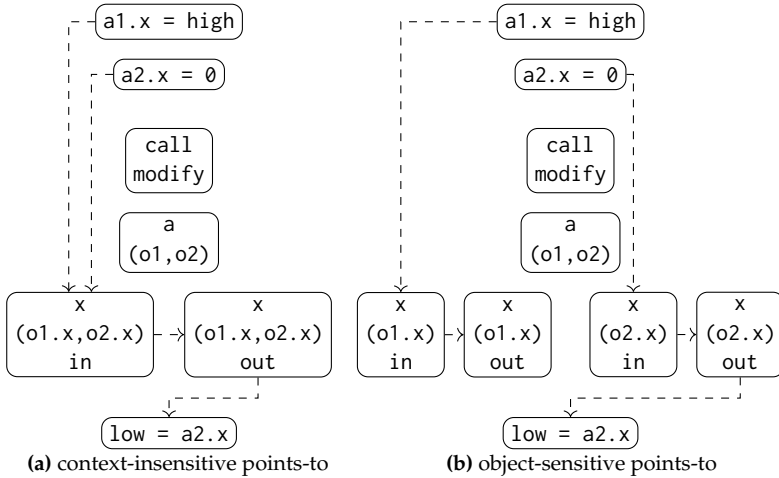 a1.x = high
a2.x = 0
call
modify
a
(o1,o2)
x
(o1.x,o2.x)
in
x
(o1.x,o2.x)
out
low = a2.x
(a) context-insensitive points-to
a1.x = high
a2.x = 0
call
modify
a
(o1,o2)
x
(o1.x)
in
x
(o1.x)
out
x
(o2.x)
in
x
(o2.x)
out
low = a2.x
(b) object-sensitive points-to